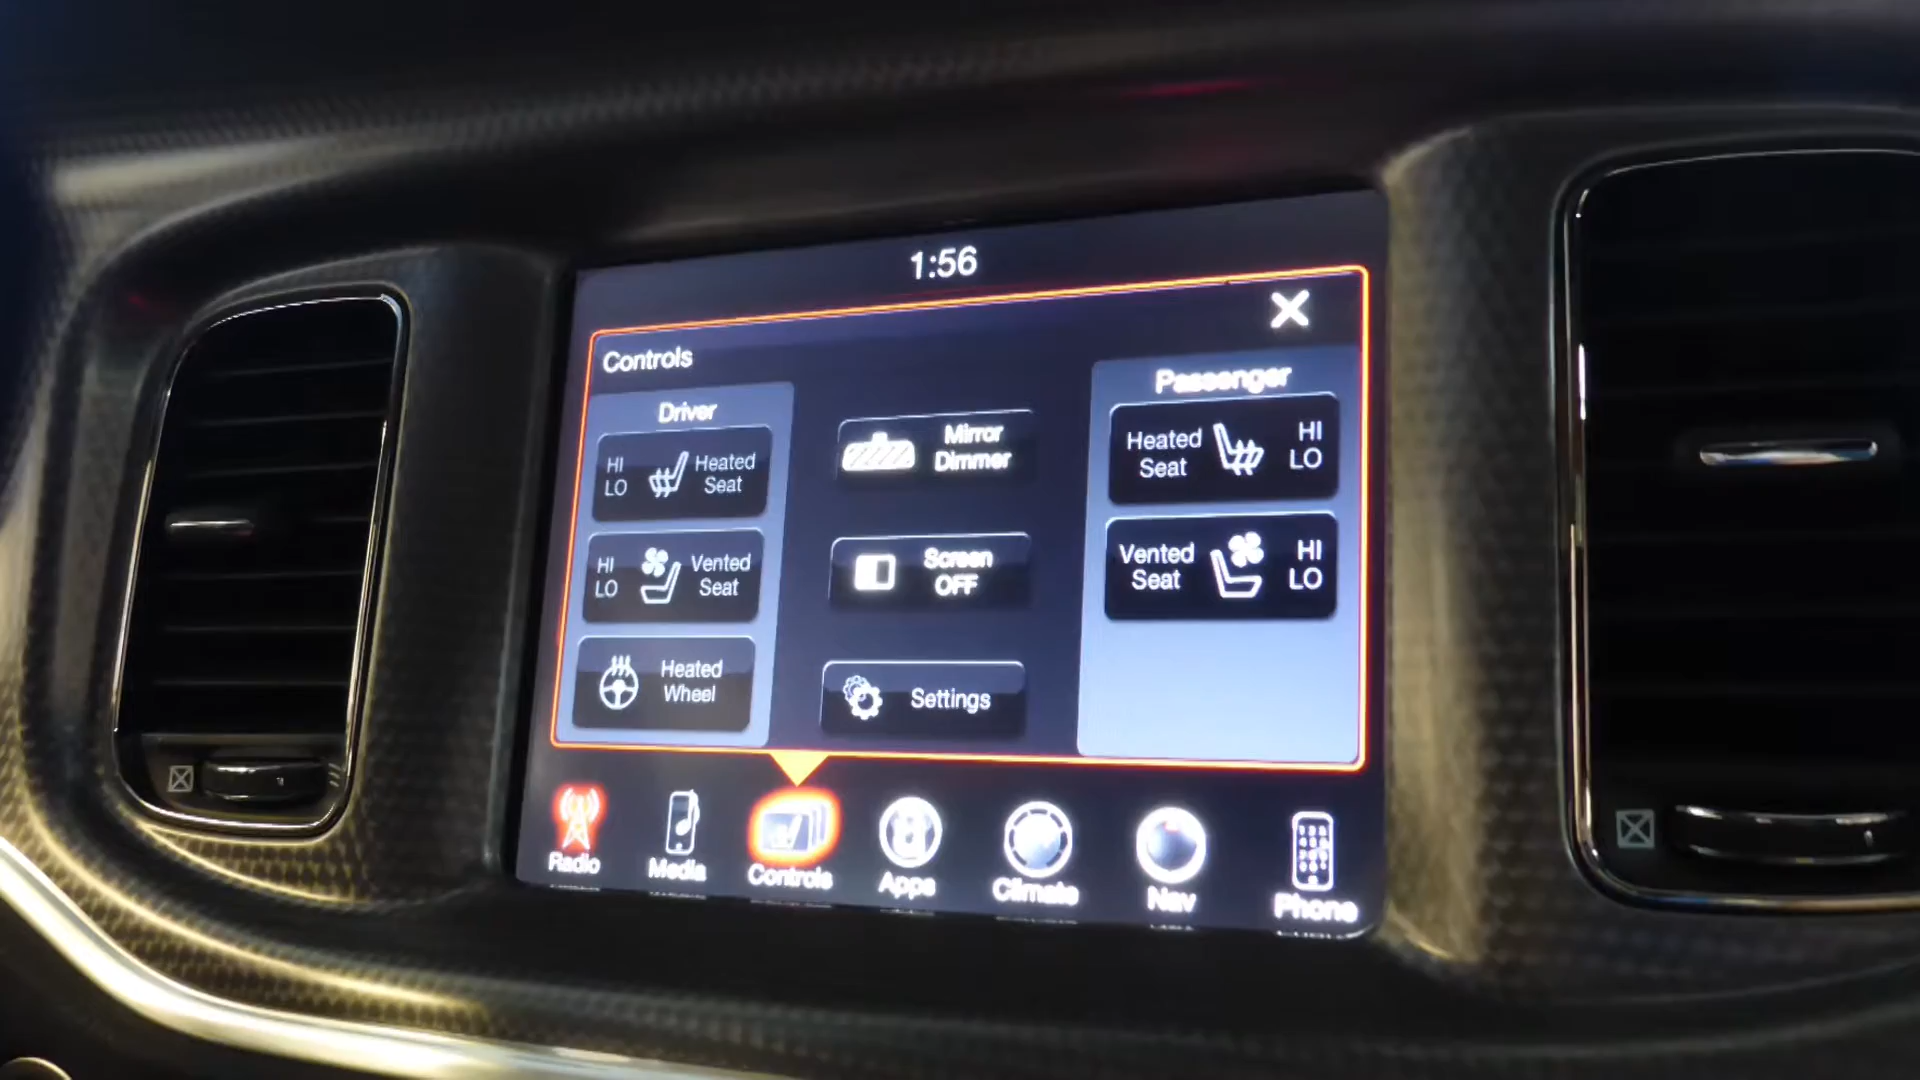 1:56
Controls
Driver
HI
LO
Heated
Seat
HI
LO
Vented
Seat
Heated
Wheel
Mirror
Dimmer
Screen
OFF
Settings
Passenger
Heated
Seat
HI
LO
Vented
Seat
HI
LO
Radio
Media
Controls
Apps
Climate
Nav
Phone